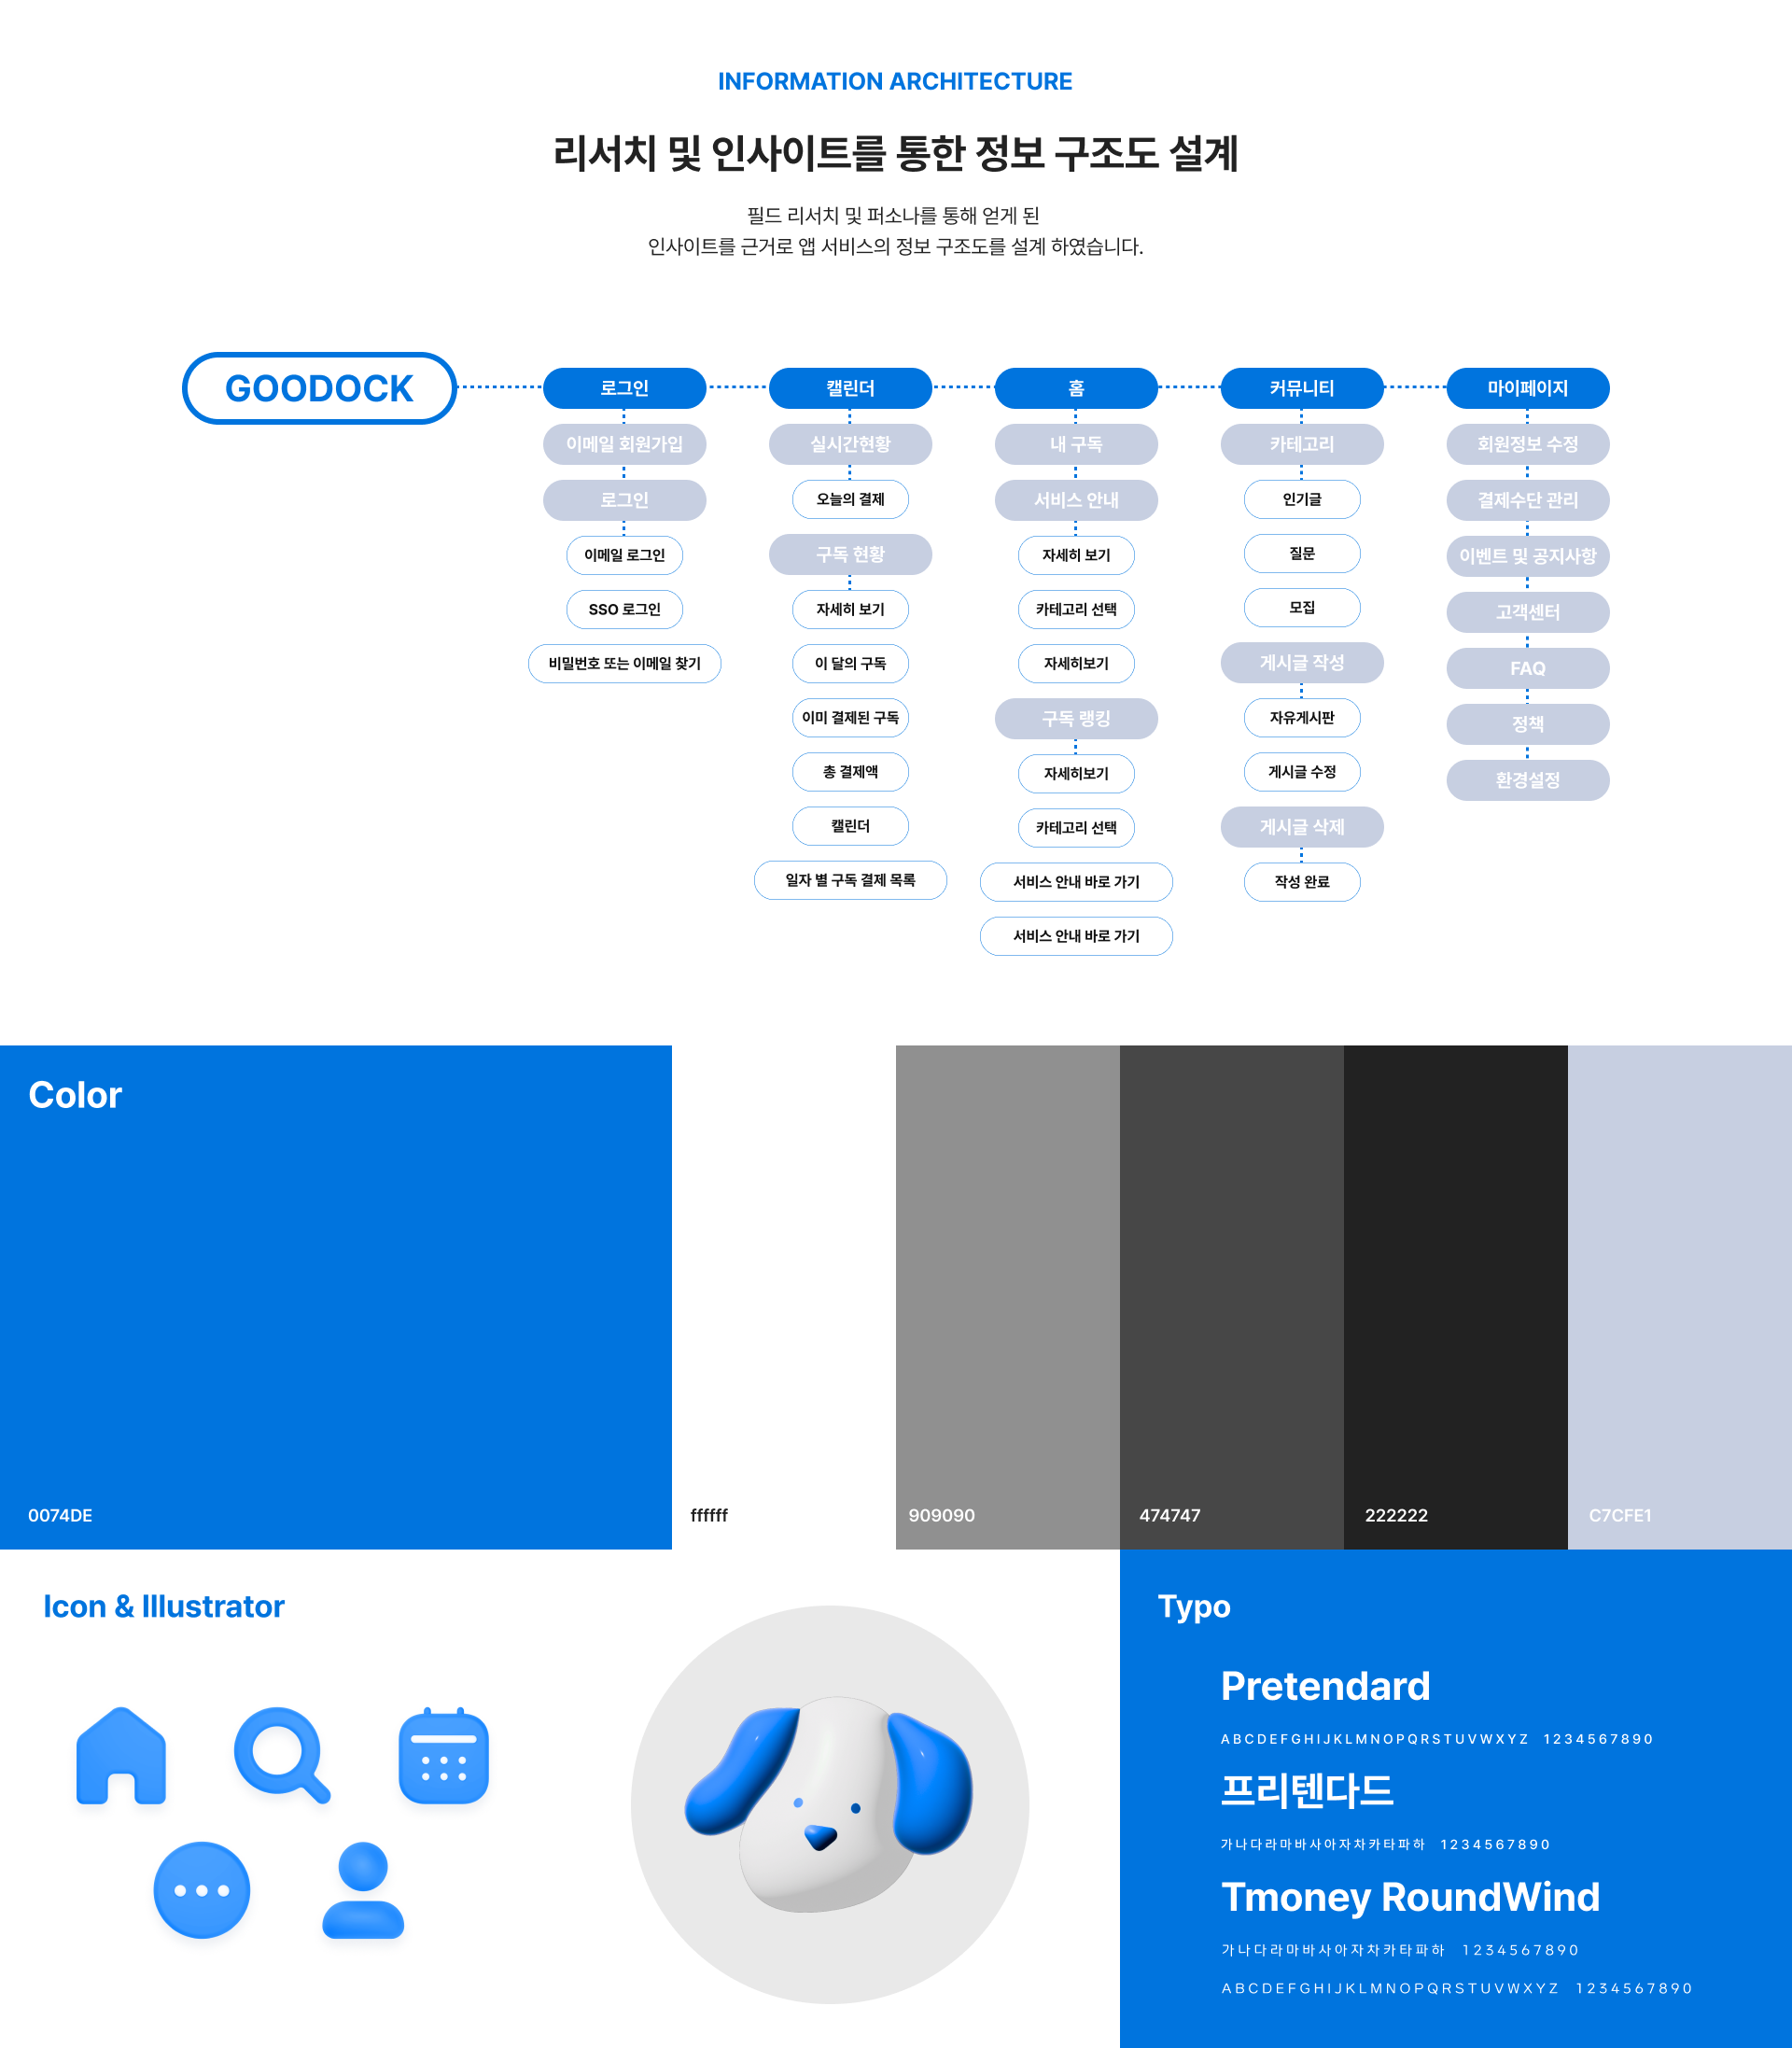 INFORMATION ARCHITECTURE
리서치 및 인사이트를 통한 정보 구조도 설계
필드 리서치 및 퍼소나를 통해 얻게 된
인사이트를 근거로 앱 서비스의 정보 구조도를 설계 하였습니다.
GOODOCK
로그인
이메일 회원가입
로그인
이메일 로그인
SSO 로그인
비밀번호 또는 이메일 찾기
캘린더
실시간현황
오늘의 결제
구독 현황
자세히 보기
이 달의 구독
이미 결제된 구독
총 결제액
캘린더
일자 별 구독 결제 목록
홈
내 구독
서비스 안내
자세히 보기
카테고리 선택
자세히보기
구독 랭킹
자세히보기
카테고리 선택
서비스 안내 바로 가기
서비스 안내 바로 가기
커뮤니티
카테고리
인기글
질문
모집
게시글 작성
자유게시판
게시글 수정
게시글 삭제
작성 완료
마이페이지
회원정보 수정
결제수단 관리
이벤트 및 공지사항
고객센터
FAQ
정책
환경설정
Color
0074DE
ffffff
909090
474747
222222
C7CFE1
Icon & Illustrator
Typo
Pretendard
ABCDEFGHIJKLMNOPQRSTUVWXYZ 1234567890
프리텐다드
가나다라마바사아자차카타파하 1234567890
Tmoney RoundWind
가나다라마바사아자차카타파하 1234567890
ABCDEFGHIJKLMNOPQRSTUVWXYZ 1234567890